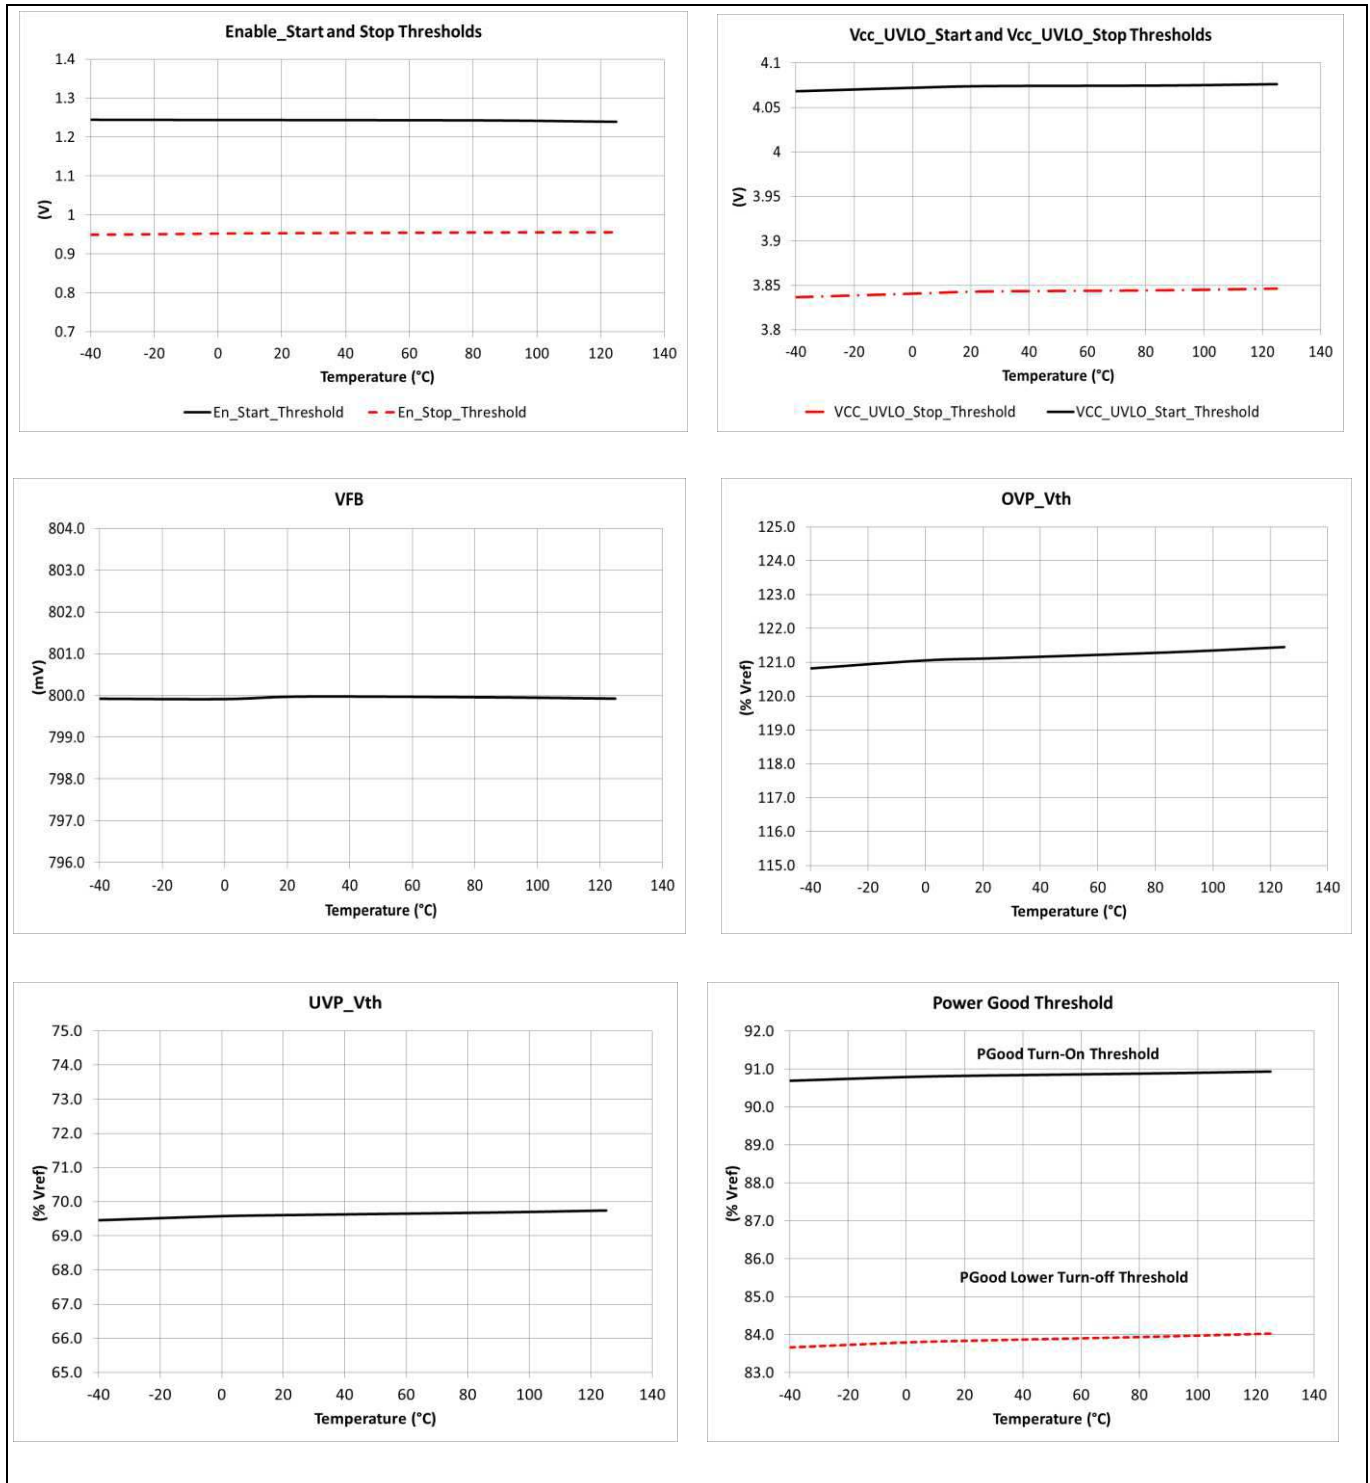 Enable_Start and Stop Thresholds
1.4
1.3
1.2
1.1
1
0.9
0.8
0.7
(V)
-40 -20 0 20 40 60 80 100 120 140
Temperature (°C)
En_Start_Threshold En_Stop_Threshold
Vcc_UVLO_Start and Vcc_UVLO_Stop Thresholds
4.1
4.05
4
3.95
3.9
3.85
3.8
(V)
-40 -20 0 20 40 60 80 100 120 140
Temperature (°C)
VCC_UVLO_Stop_Threshold VCC_UVLO_Start_Threshold
VFB
804.0
803.0
802.0
801.0
800.0
799.0
798.0
797.0
796.0
(mV)
-40 -20 0 20 40 60 80 100 120 140
Temperature (°C)
OVP_Vth
125.0
124.0
123.0
122.0
121.0
120.0
119.0
118.0
117.0
116.0
115.0
(% Vref)
-40 -20 0 20 40 60 80 100 120 140
Temperature (°C)
UVP_Vth
75.0
74.0
73.0
72.0
71.0
70.0
69.0
68.0
67.0
66.0
65.0
(% Vref)
-40 -20 0 20 40 60 80 100 120 140
Temperature (°C)
Power Good Threshold
92.0
91.0
90.0
89.0
88.0
87.0
86.0
85.0
84.0
83.0
(% Vref)
PGood Turn-On Threshold
PGood Lower Turn-off Threshold
-40 -20 0 20 40 60 80 100 120 140
Temperature (°C)